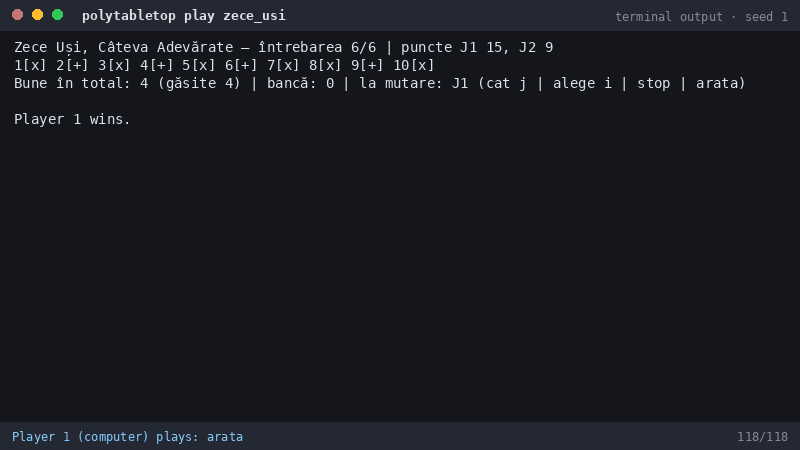 polytabletop play zece_usi
terminal output · seed 1
Zece Uși, Câteva Adevărate — întrebarea 6/6 | puncte J1 15, J2 9
1[x] 2[+] 3[x] 4[+] 5[x] 6[+] 7[x] 8[x] 9[+] 10[x]
Bune în total: 4 (găsite 4) | bancă: 0 | la mutare: J1 (cat j | alege i | stop | arata)
Player 1 wins.
Player 1 (computer) plays: arata
118/118